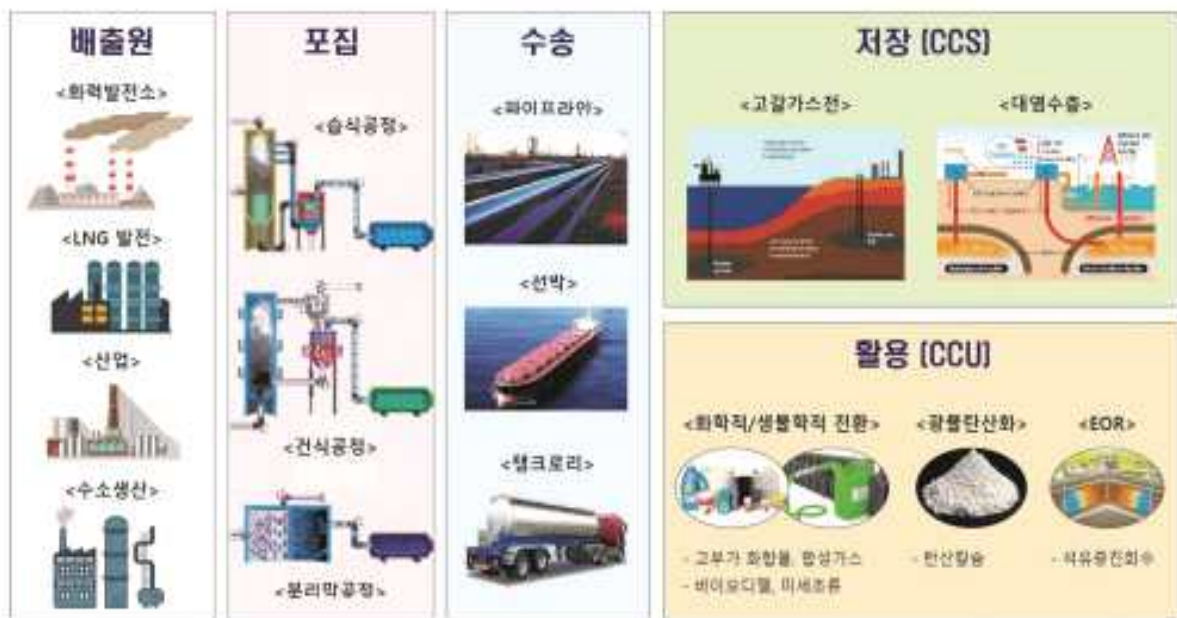 배출원
<화력발전소>
<LNG 발전>
<산업>
<수소생산>
포집
<습식공정>
<건식공정>
<분리막공정>
수송
<파이프라인>
<선박>
<탱크로리>
저장 (CCS)
<고갈가스전>
<대염수층>
활용 (CCU)
<화학적/생물학적 전환>
- 고부가 화합물, 합성가스
- 바이오디젤, 미세조류
<광물탄산화>
- 탄산칼슘
<EOR>
- 석유증진회수